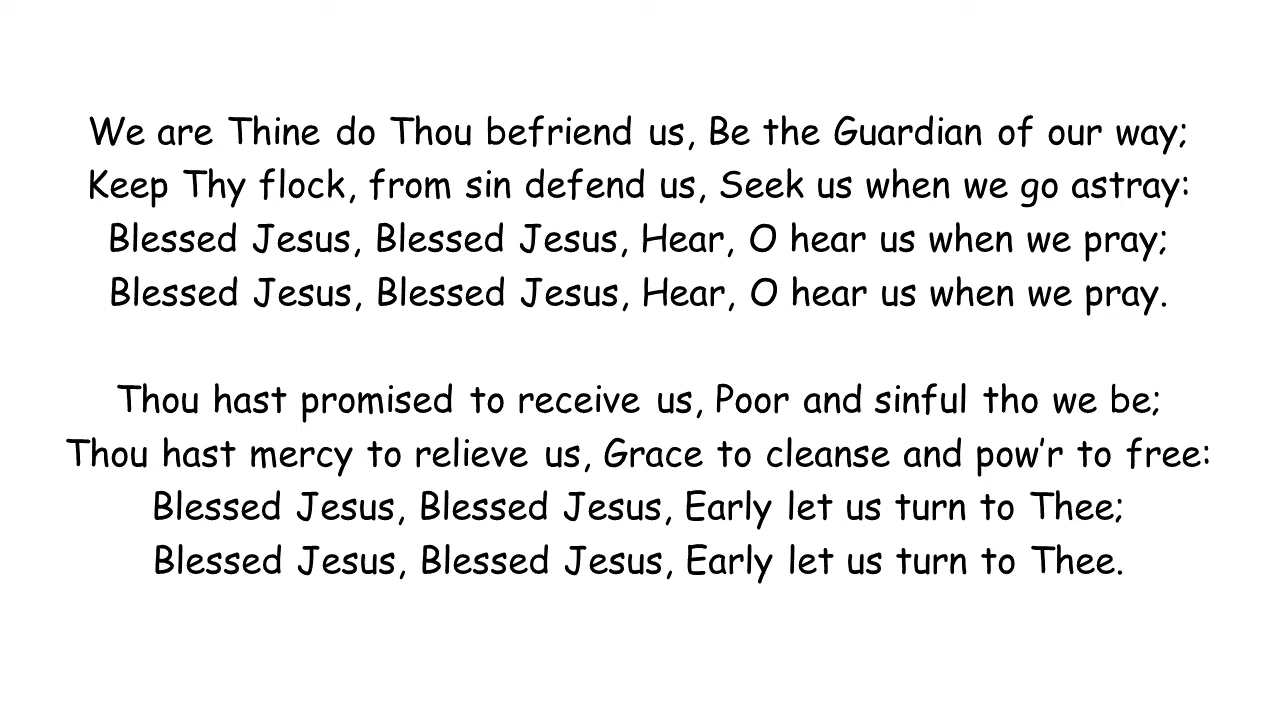 We are Thine do Thou befriend us, Be the Guardian of our way;
Keep Thy flock, from sin defend us, Seek us when we go astray:
Blessed Jesus, Blessed Jesus, Hear, O hear us when we pray;
Blessed Jesus, Blessed Jesus, Hear, O hear us when we pray.
Thou hast promised to receive us, Poor and sinful tho we be;
Thou hast mercy to relieve us, Grace to cleanse and pow'r to free:
Blessed Jesus, Blessed Jesus, Early let us turn to Thee;
Blessed Jesus, Blessed Jesus, Early let us turn to Thee.